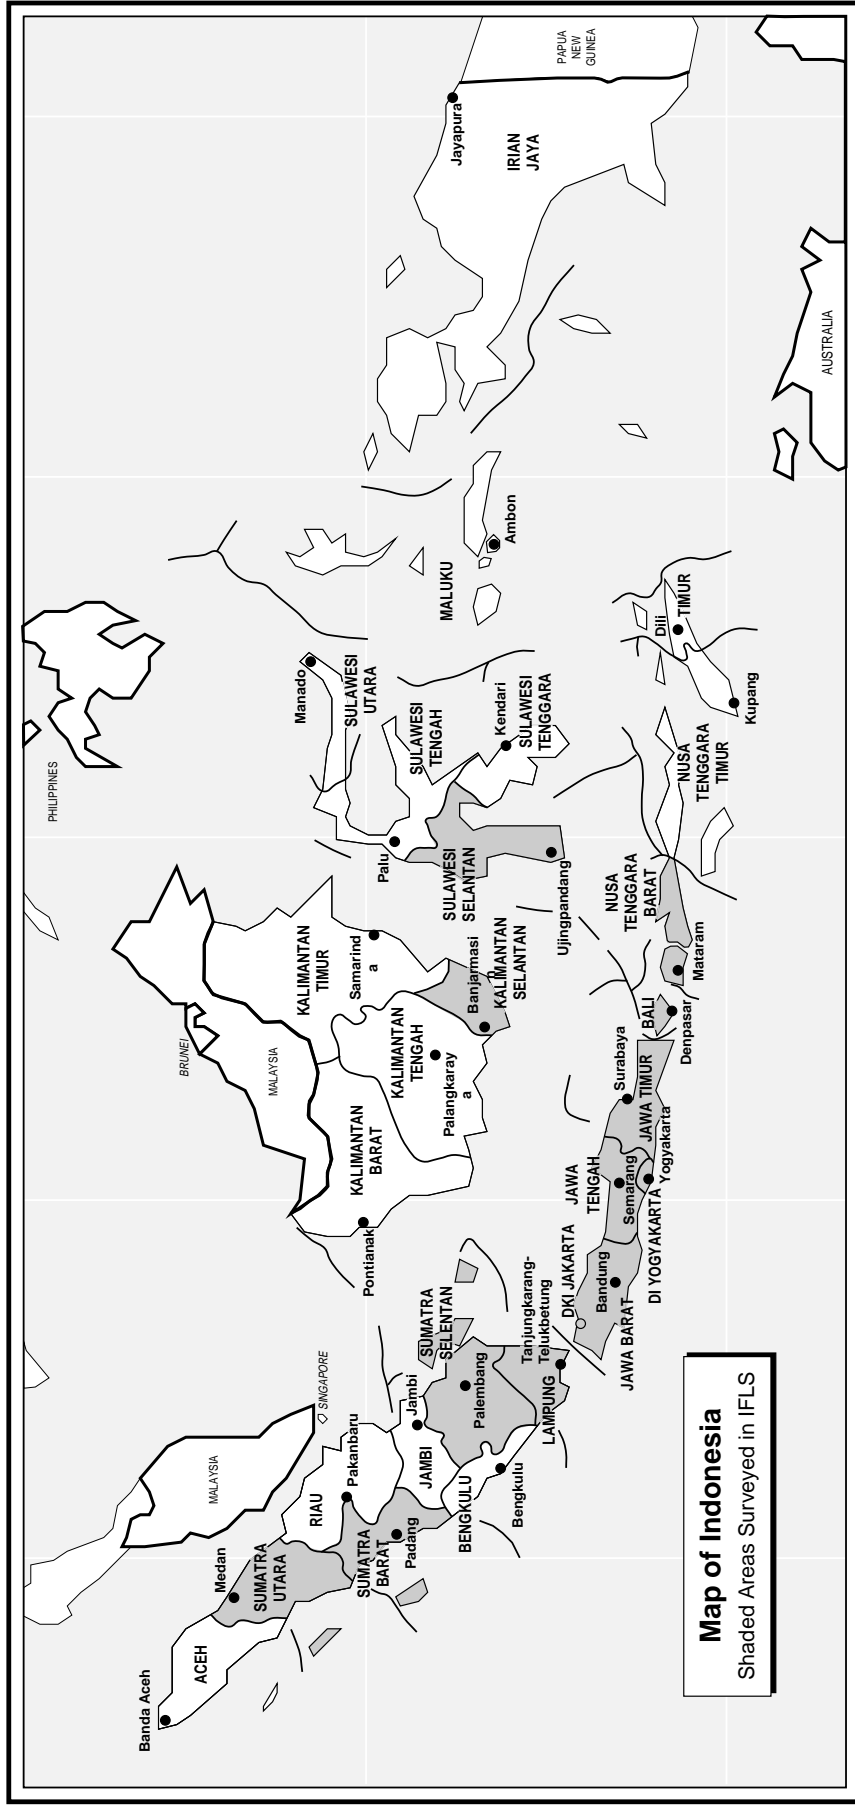 PHILIPPINES
BRUNEI
MALAYSIA
MALAYSIA
SINGAPORE
PAPUA
NEW
GUINEA
AUSTRALIA
Banda Aceh
ACEH
Medan
SUMATRA
UTARA
RIAU
Pakanbaru
SUMATRA
BARAT
Padang
Jambi
JAMBI
BENGKULU
Bengkulu
SUMATRA
SELENTAN
Palembang
LAMPUNG
Tanjungkarang-
Telukbetung
Pontianak
KALIMANTAN
BARAT
KALIMANTAN
TENGAH
Palangkaray
a
KALIMANTAN
TIMUR
Samarind
a
Banjarmasi
n
KALIMANTAN
SELANTAN
DKI JAKARTA
Bandung
JAWA BARAT
JAWA
TENGAH
Semarang
DI YOGYAKARTA
Yogyakarta
Surabaya
JAWA TIMUR
BALI
Denpasar
Mataram
NUSA
TENGGARA
BARAT
NUSA
TENGGARA
TIMUR
Kupang
Dili
TIMUR
Manado
SULAWESI
UTARA
SULAWESI
TENGAH
Palu
SULAWESI
SELANTAN
Ujingpandang
Kendari
SULAWESI
TENGGARA
MALUKU
Ambon
Jayapura
IRIAN
JAYA
Map of Indonesia
Shaded Areas Surveyed in IFLS